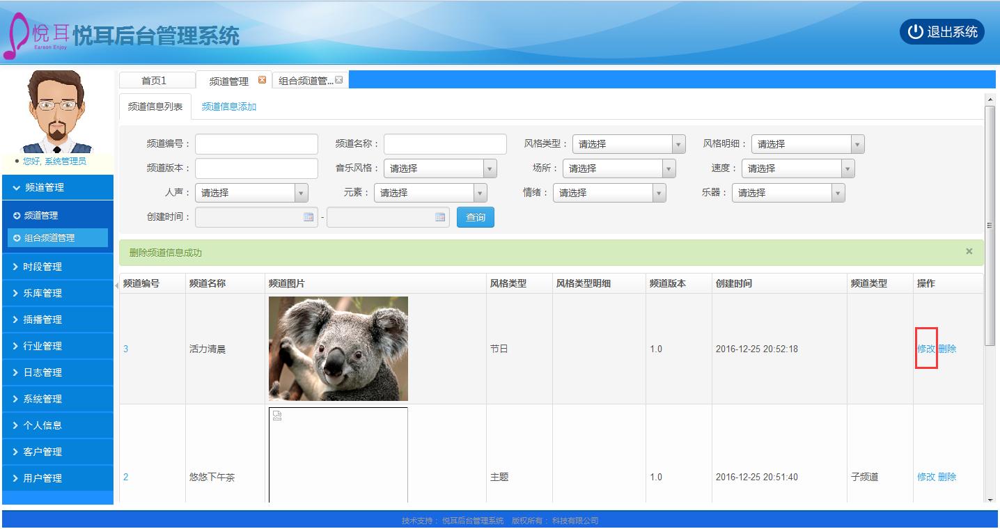 悦耳 悦耳后台管理系统
Earson Enjoy
退出系统
您好, 系统管理员
频道管理
频道管理
组合频道管理
时段管理
乐库管理
插播管理
行业管理
日志管理
系统管理
个人信息
客户管理
用户管理
首页1 频道管理 组合频道管...
频道信息列表 频道信息添加
频道编号： 频道名称： 风格类型： 请选择 风格明细： 请选择
频道版本： 音乐风格： 请选择 场所： 请选择 速度： 请选择
人声： 请选择 元素： 请选择 情绪： 请选择 乐器： 请选择
创建时间： - 查询
删除频道信息成功 ×
频道编号 频道名称 频道图片 风格类型 风格类型明细 频道版本 创建时间 频道类型 操作
3 活力清晨 节日 1.0 2016-12-25 20:52:18 修改 删除
2 悠悠下午茶 主题 1.0 2016-12-25 20:51:40 子频道 修改 删除
技术支持： 悦耳后台管理系统 版权所有： 科技有限公司